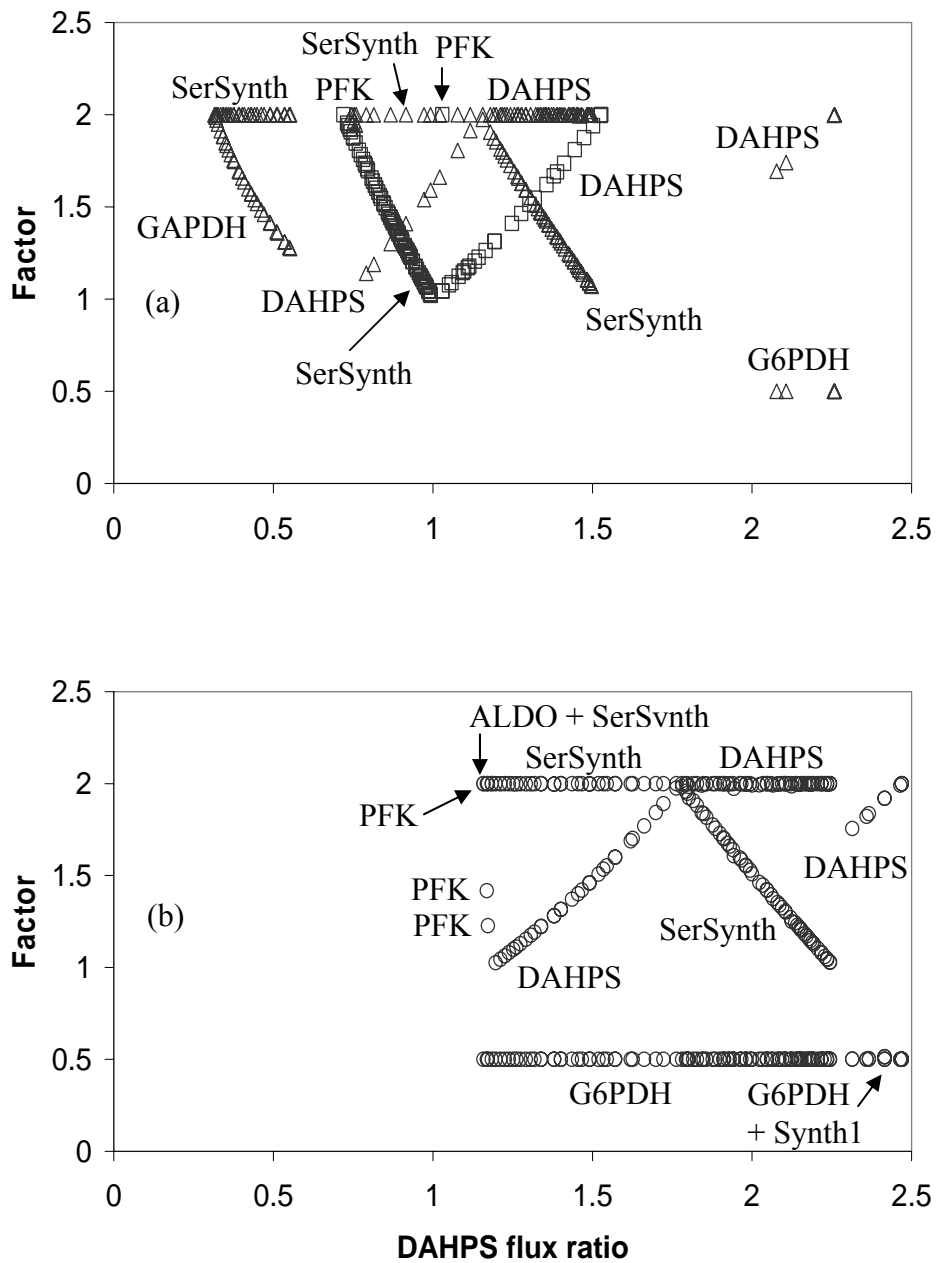 2.5
SerSynth
PFK
SerSynth
PFK
DAHPS
2
DAHPS
1.5
DAHPS
GAPDH
Factor
DAHPS
(a)
1
SerSynth
SerSynth
G6PDH
0.5
0
0 0.5 1 1.5 2 2.5
2.5
ALDO + SerSvnth
SerSynth
DAHPS
2
PFK
DAHPS
1.5
PFK
(b)
PFK
SerSynth
Factor
DAHPS
1
0.5
G6PDH
G6PDH
+ Synth1
0
0 0.5 1 1.5 2 2.5
DAHPS flux ratio